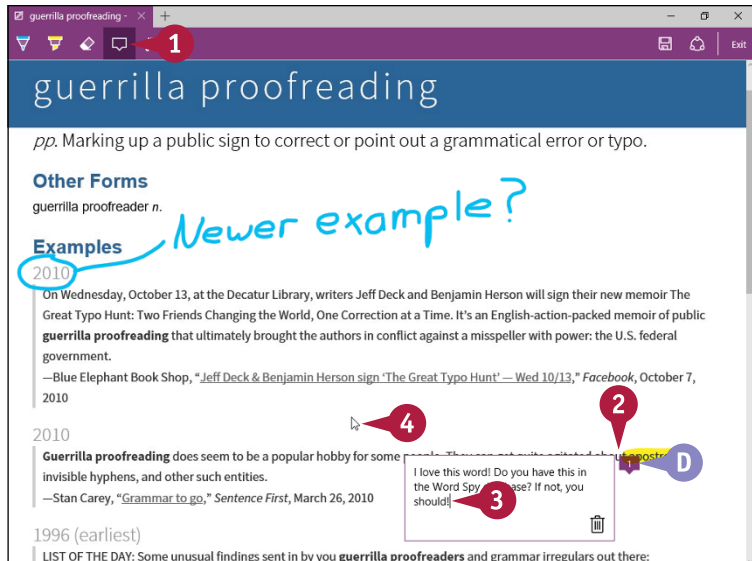 guerrilla proofreading -
1
Exit
guerrilla proofreading
pp. Marking up a public sign to correct or point out a grammatical error or typo.
Other Forms
guerrilla proofreader n.
Newer example?
Examples
2010
On Wednesday, October 13, at the Decatur Library, writers Jeff Deck and Benjamin Herson will sign their new memoir The
Great Typo Hunt: Two Friends Changing the World, One Correction at a Time. It's an English-action-packed memoir of public
guerrilla proofreading that ultimately brought the authors in conflict against a misspeller with power: the U.S. federal
government.
—Blue Elephant Book Shop, “Jeff Deck & Benjamin Herson sign ‘The Great Typo Hunt’ — Wed 10/13,” Facebook, October 7,
2010
4
2
2010
Guerrilla proofreading does seem to be a popular hobby for some
1
D
invisible hyphens, and other such entities.
—Stan Carey, “Grammar to go,” Sentence First, March 26, 2010
I love this word! Do you have this in
the Word Spy If not, you
should!
3
1996 (earliest)
LIST OF THE DAY: Some unusual findings sent in by you guerrilla proofreaders and grammar irregulars out there: